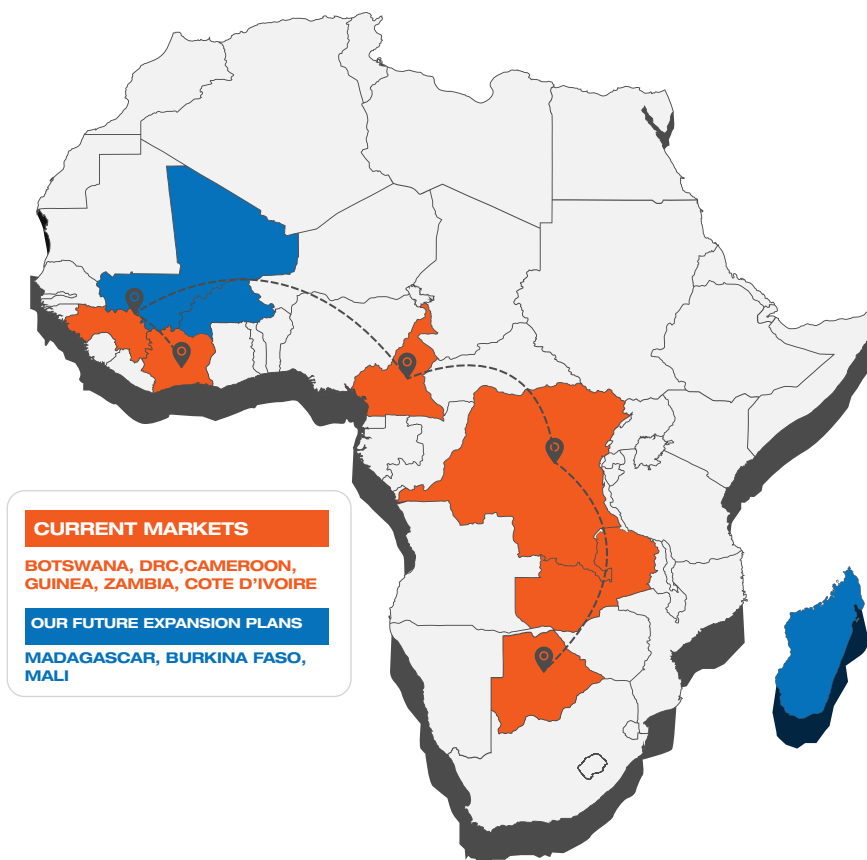 CURRENT MARKETS
BOTSWANA, DRC,CAMEROON,
GUINEA, ZAMBIA, COTE D'IVOIRE
OUR FUTURE EXPANSION PLANS
MADAGASCAR, BURKINA FASO,
MALI